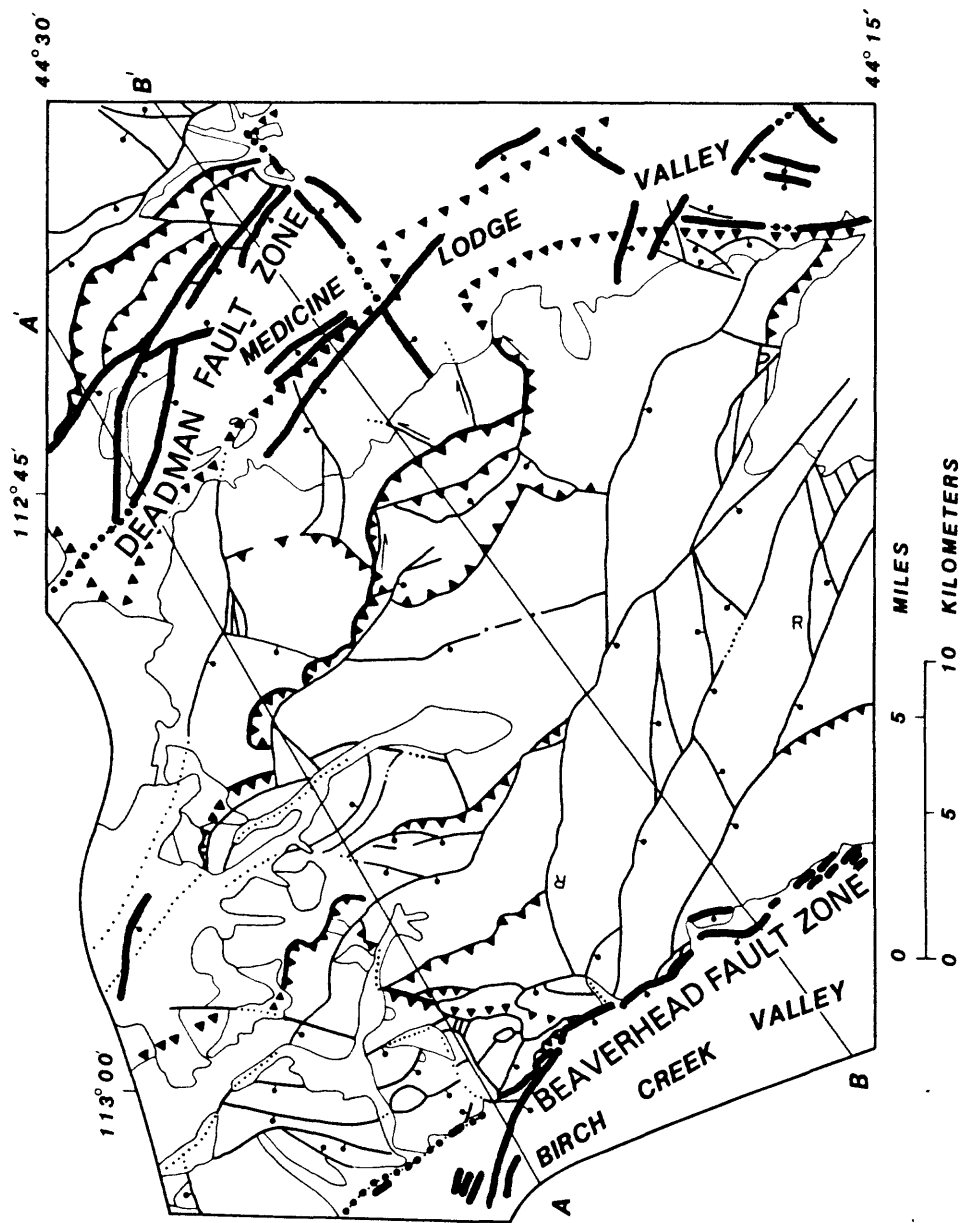 44° 30′
44° 15′
B′
A′
112° 45′
113° 00′
DEADMAN FAULT ZONE
MEDICINE LODGE VALLEY
R
R
BEAVERHEAD FAULT ZONE
BIRCH CREEK VALLEY
A
B
0 5 MILES
0 5 10 KILOMETERS